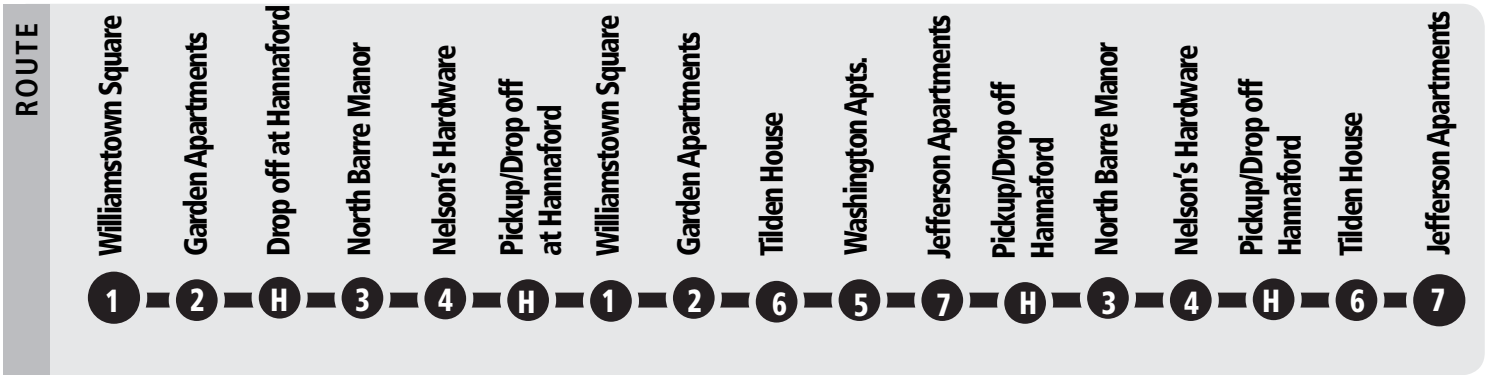 ROUTE
Williamstown Square
Garden Apartments
Drop off at Hannaford
North Barre Manor
Nelson's Hardware
Pickup/Drop off
at Hannaford
Williamstown Square
Garden Apartments
Tilden House
Washington Apts.
Jefferson Apartments
Pickup/Drop off
Hannaford
North Barre Manor
Nelson's Hardware
Pickup/Drop off
Hannaford
Tilden House
Jefferson Apartments
1 2 H 3 4 H 1 2 6 5 7 H 3 4 H 6 7